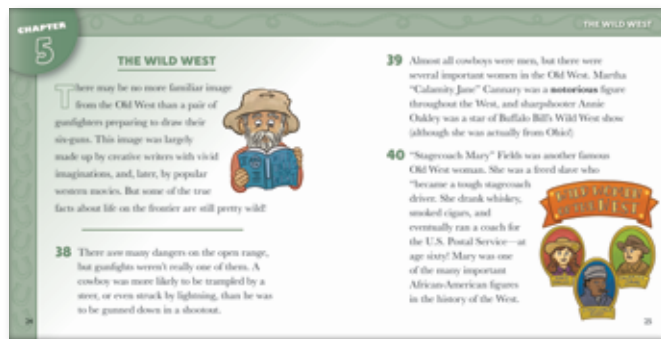 CHAPTER
5
THE WILD WEST
There may be no more familiar image
from the Old West than a pair of
gunfighters preparing to draw their
six-guns. This image was largely
made up by creative writers with vivid
imaginations, and, later, by popular
western movies. But some of the true
facts about life on the frontier are still pretty wild!
38 There were many dangers on the open range,
but gunfights weren't really one of them. A
cowboy was more likely to be trampled by a
steer, or even struck by lightning, than he was
to be gunned down in a shootout.
24
THE WILD WEST
39 Almost all cowboys were men, but there were
several important women in the Old West. Martha
"Calamity Jane" Cannary was a notorious figure
throughout the West, and sharpshooter Annie
Oakley was a star of Buffalo Bill's Wild West show
(although she was actually from Ohio!)
40 "Stagecoach Mary" Fields was another famous
Old West woman. She was a freed slave who
"became a tough stagecoach
driver. She drank whiskey,
smoked cigars, and
eventually ran a coach for
the U.S. Postal Service—at
age sixty! Mary was one
of the many important
African-American figures
in the history of the West.
25